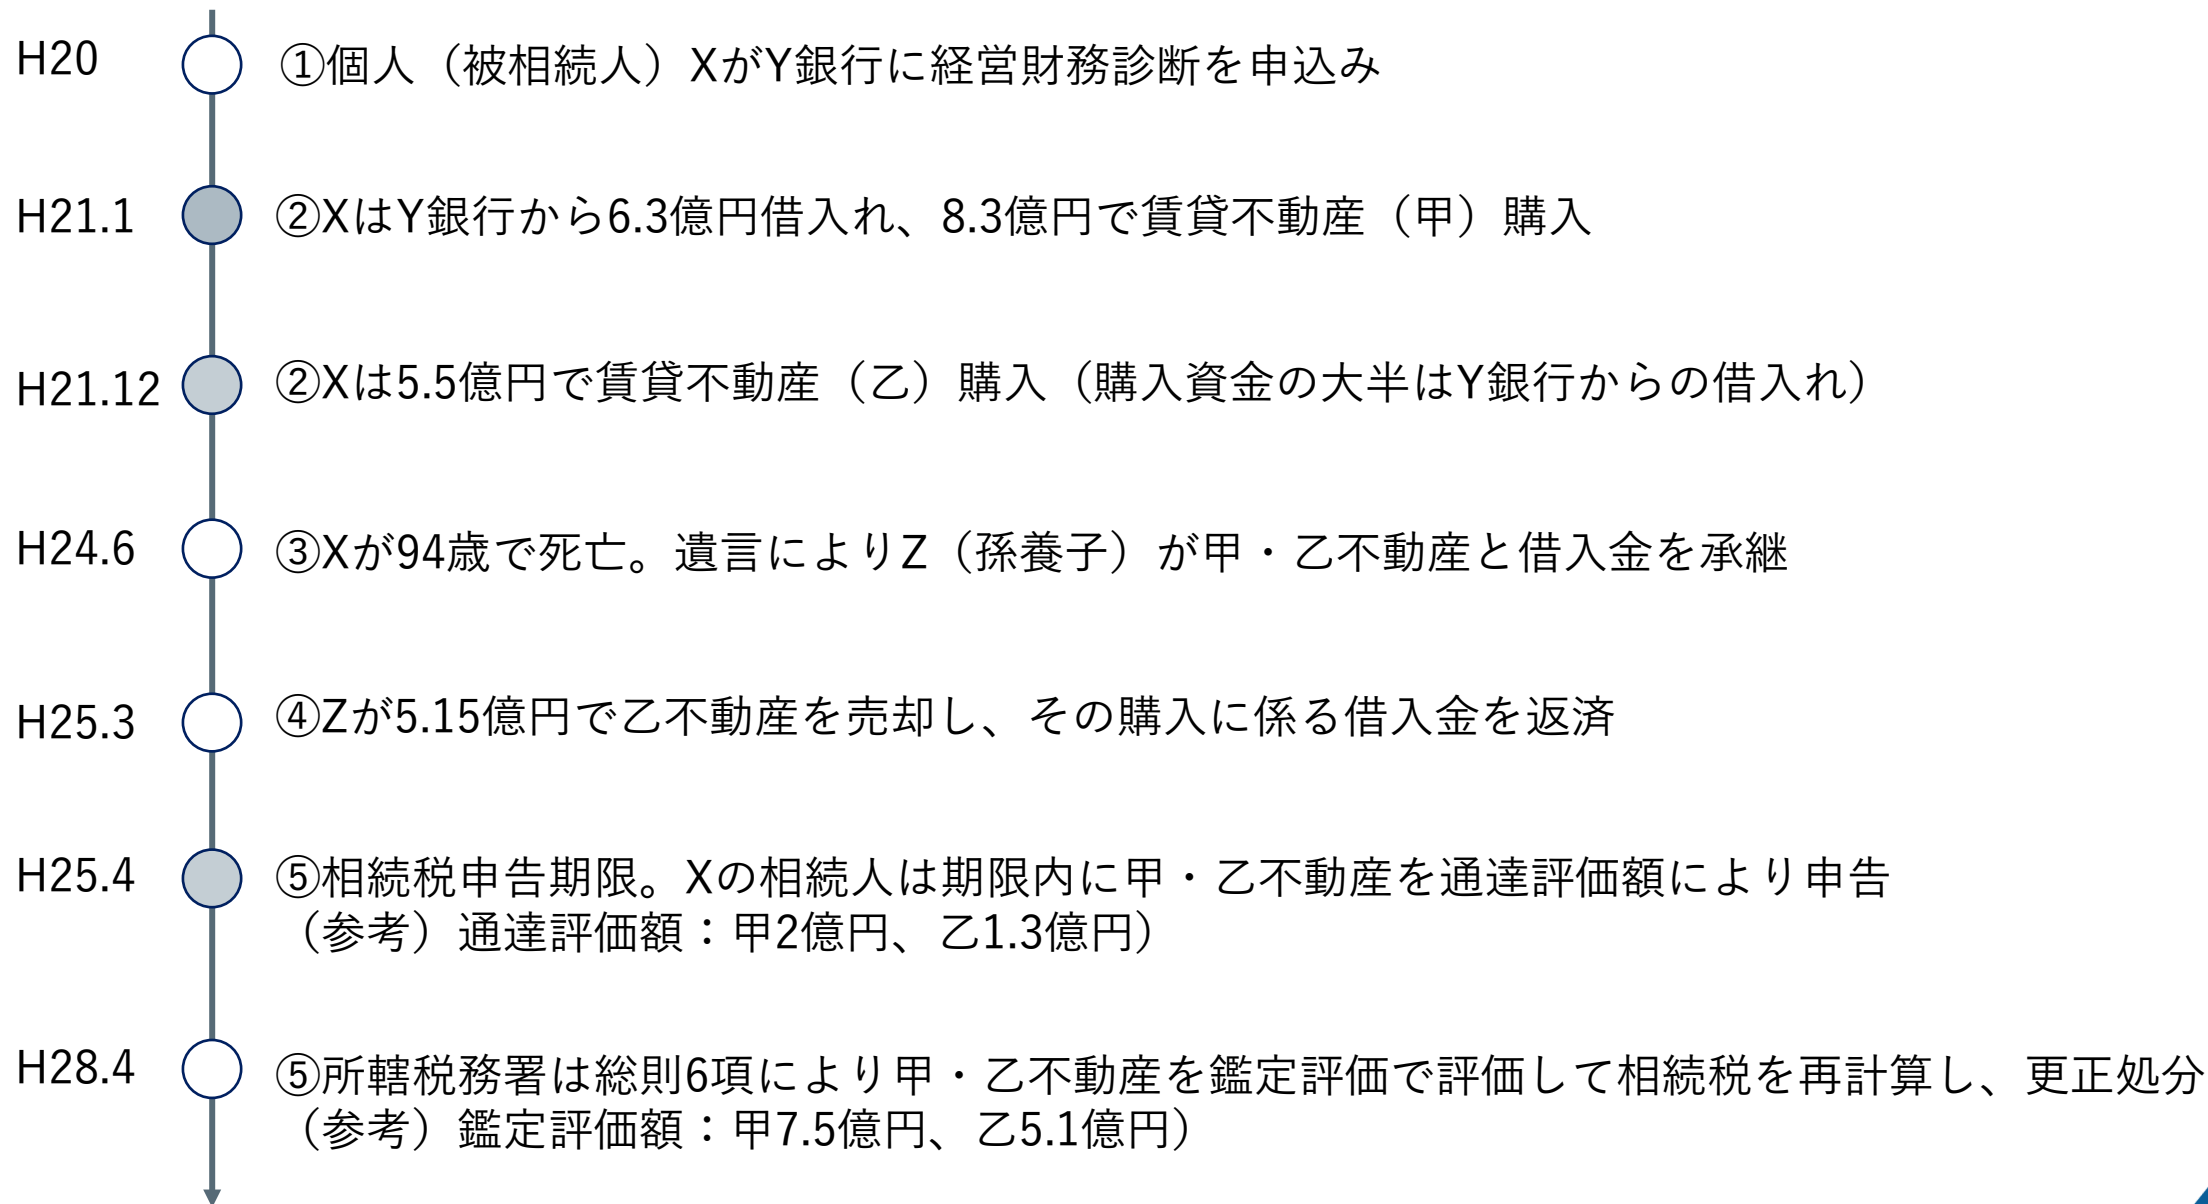 H20 ①個人（被相続人）XがY銀行に経営財務診断を申込み
H21.1 ②XはY銀行から6.3億円借入れ、8.3億円で賃貸不動産（甲）購入
H21.12 ②Xは5.5億円で賃貸不動産（乙）購入（購入資金の大半はY銀行からの借入れ）
H24.6 ③Xが94歳で死亡。遺言によりZ（孫養子）が甲・乙不動産と借入金を承継
H25.3 ④Zが5.15億円で乙不動産を売却し、その購入に係る借入金を返済
H25.4 ⑤相続税申告期限。Xの相続人は期限内に甲・乙不動産を通達評価額により申告
（参考）通達評価額：甲2億円、乙1.3億円）
H28.4 ⑤所轄税務署は総則6項により甲・乙不動産を鑑定評価で評価して相続税を再計算し、更正処分
（参考）鑑定評価額：甲7.5億円、乙5.1億円）